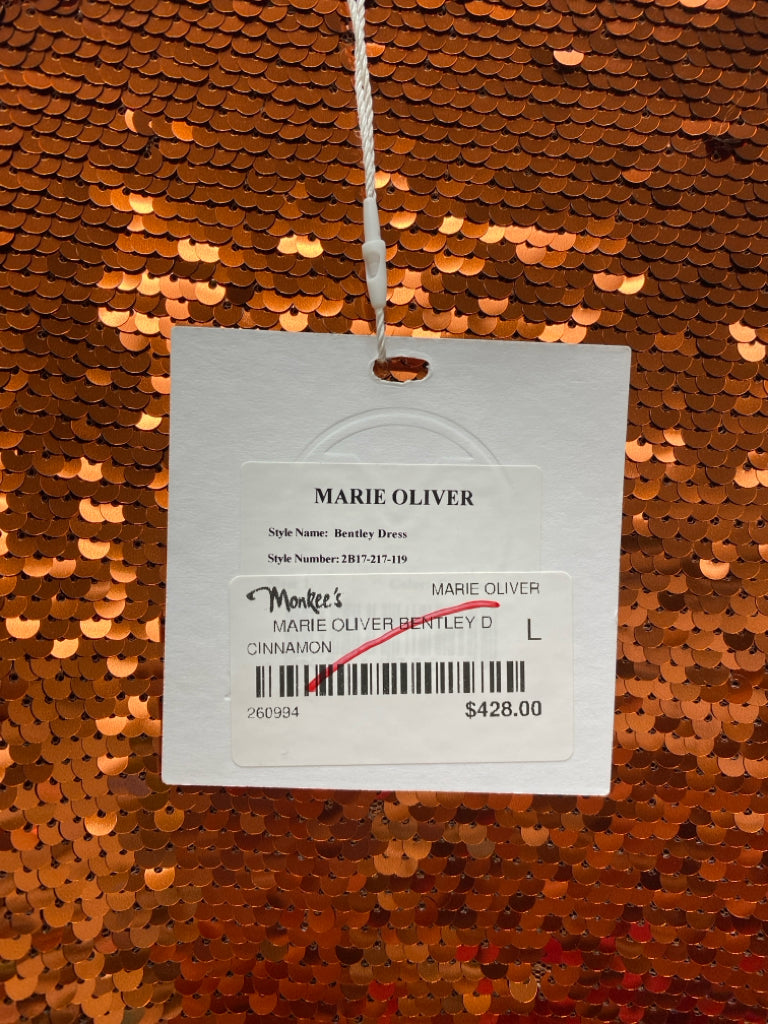 MARIE OLIVER
Style Name: Bentley Dress
Style Number: 2B17-217-119
Monkee's MARIE OLIVER
MARIE OLIVER BENTLEY D L
CINNAMON
260994 $428.00